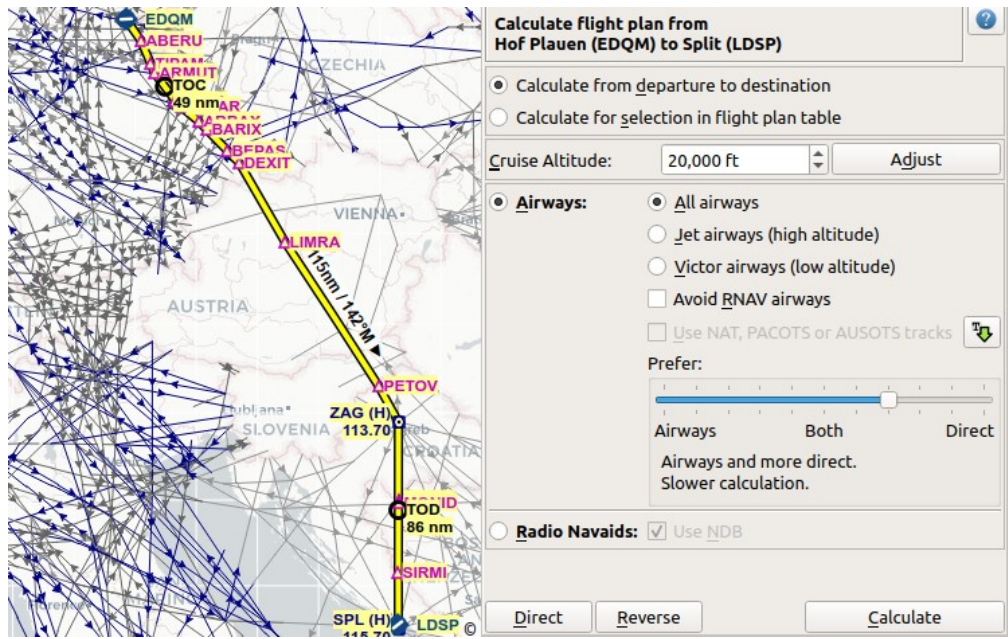 EDQM
ABERU
ARMUT
TOC
49 nm
BARIX
BEPAS
DEXIT
CZECHIA
VIENNA
LIMRA
115nm / 142°M
AUSTRIA
PETOV
ZAG (H)
113.70
SLOVENIA
CROATIA
TOD
86 nm
SIRMI
SPL (H)
115.70
LDSP
©
Calculate flight plan from
Hof Plauen (EDQM) to Split (LDSP)
?
Calculate from departure to destination
Calculate for selection in flight plan table
Cruise Altitude: 20,000 ft Adjust
Airways: All airways
Jet airways (high altitude)
Victor airways (low altitude)
Avoid RNAV airways
Use NAT, PACOTS or AUSOTS tracks
Prefer:
Airways Both Direct
Airways and more direct.
Slower calculation.
Radio Navaids: Use NDB
Direct Reverse Calculate